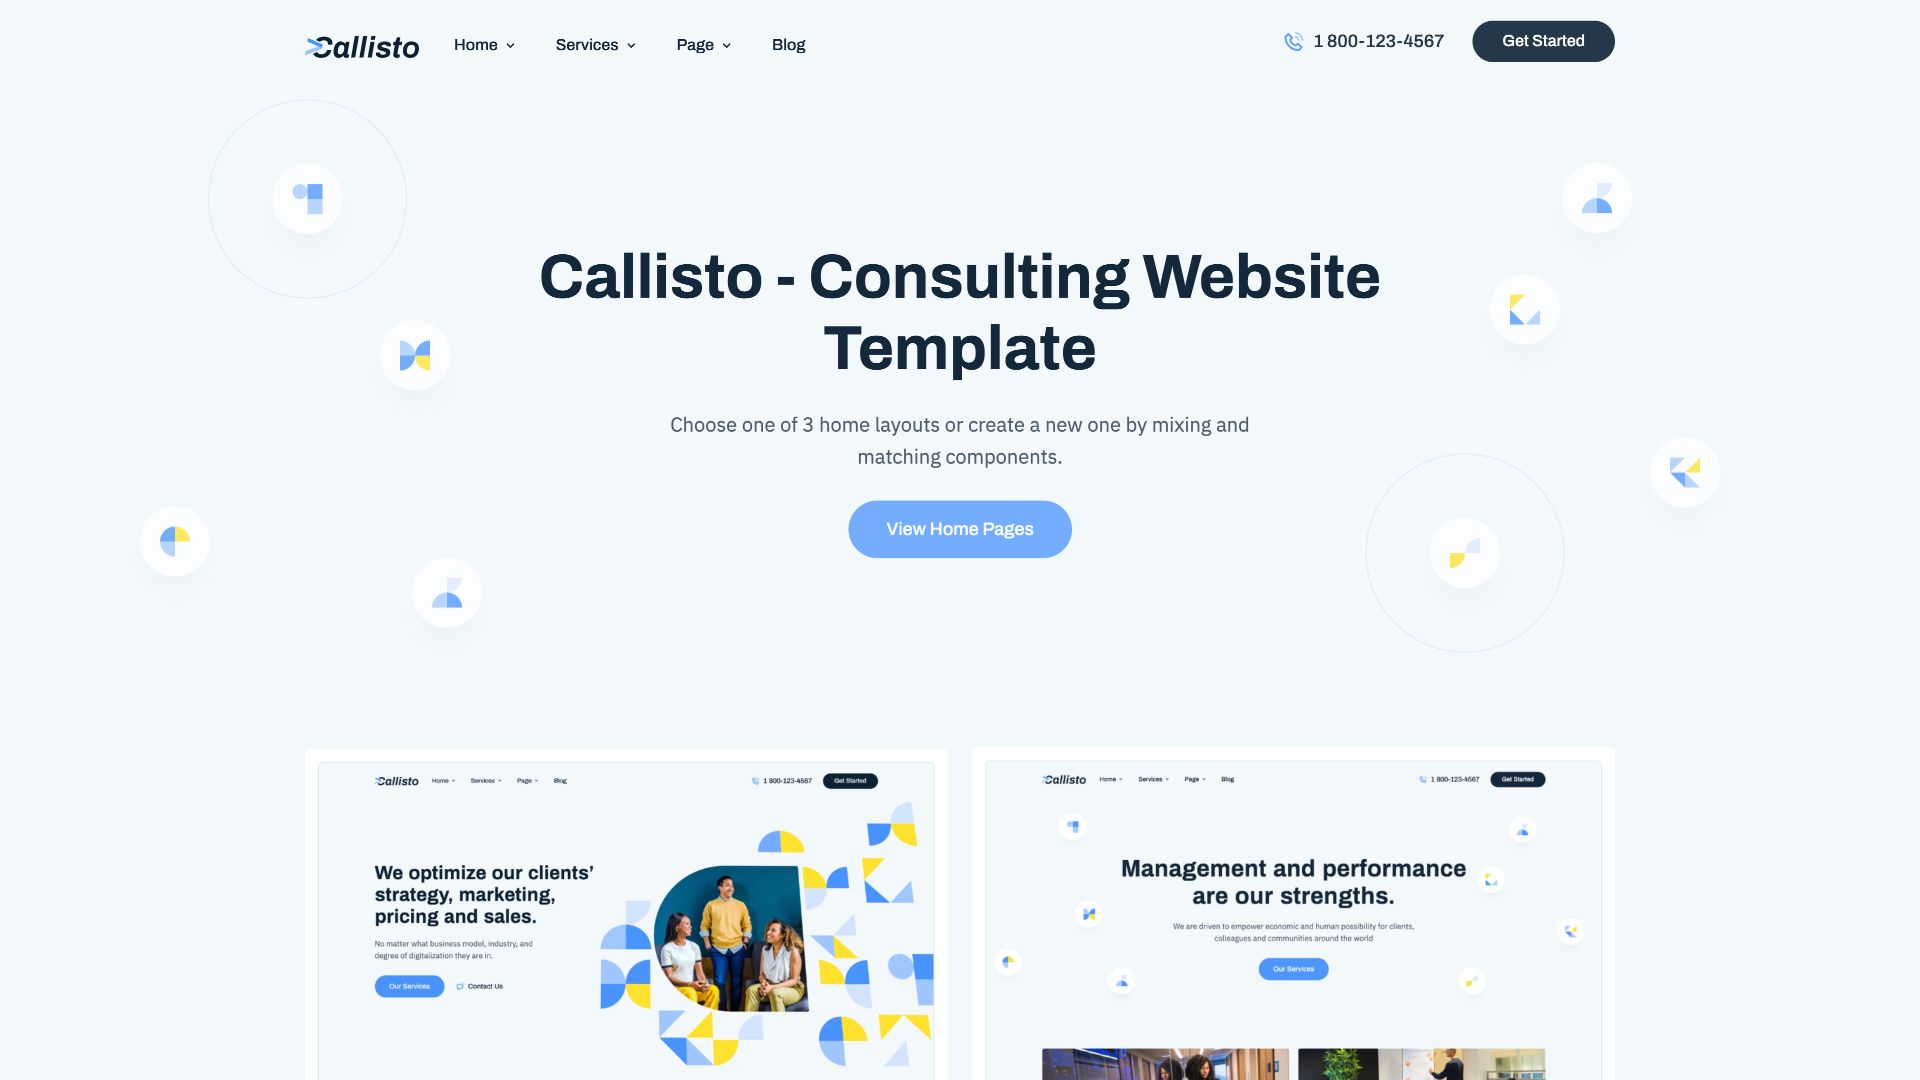 Callisto
Home
Services
Page
Blog
1 800-123-4567
Get Started
Callisto - Consulting Website
Template
Choose one of 3 home layouts or create a new one by mixing and
matching components.
View Home Pages
Callisto
Home
Services
Page
Blog
1 800-123-4567
Get Started
We optimize our clients’
strategy, marketing,
pricing and sales.
No matter what business model, industry, and
degree of digitalization they are in.
Our Services
Contact Us
Callisto
Home
Services
Page
Blog
1 800-123-4567
Get Started
Management and performance
are our strengths.
We are driven to empower economic and human possibility for clients,
colleagues and communities around the world
Our Services